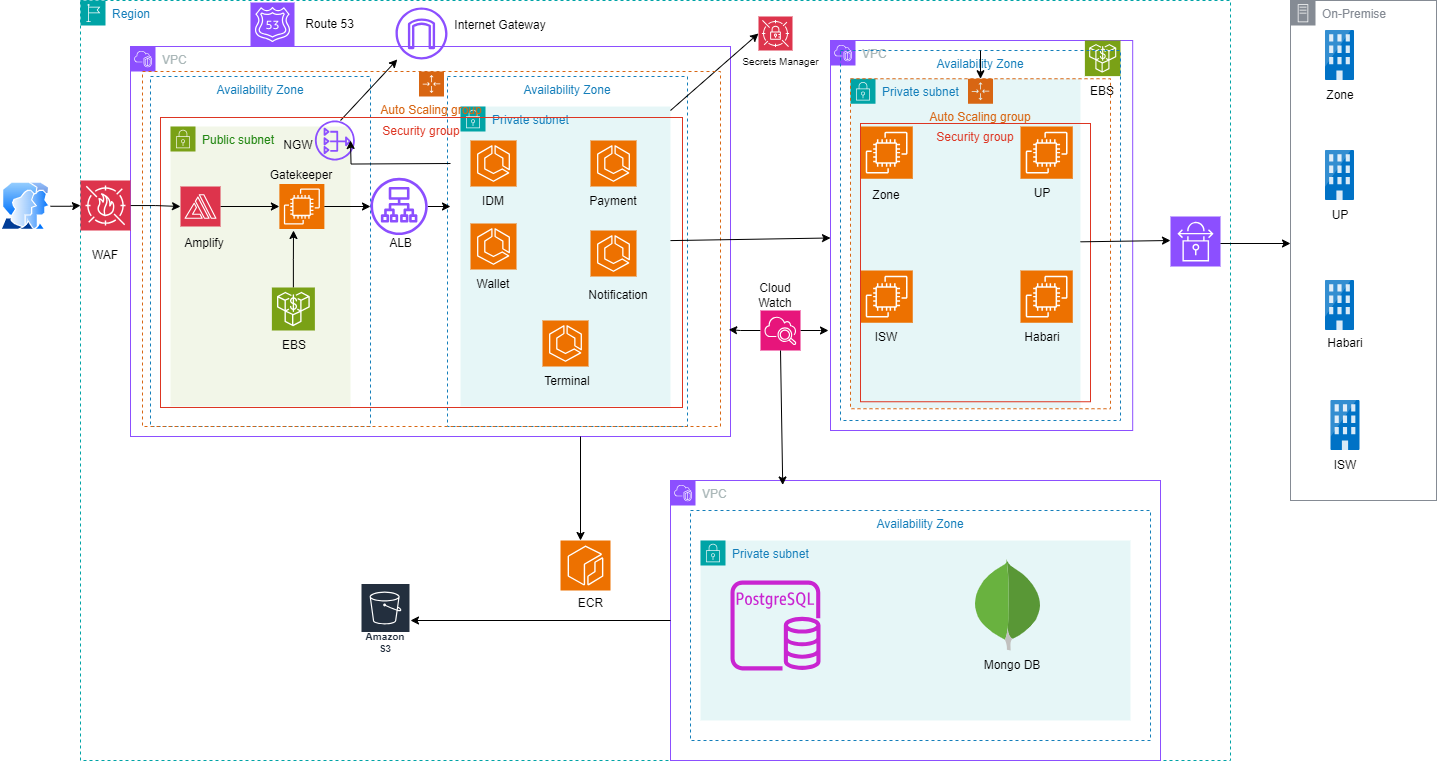 Region
53
Route 53
Internet Gateway
Secrets Manager
On-Premise
Zone
UP
Habari
ISW
VPC
Availability Zone
Availability Zone
Auto Scaling group
Security group
Public subnet
NGW
Private subnet
Gatekeeper
Amplify
WAF
$
EBS
ALB
IDM
Payment
Wallet
Notification
Terminal
VPC
Availability Zone
$
EBS
Private subnet
Auto Scaling group
Security group
Zone
UP
ISW
Habari
Cloud
Watch
ECR
Amazon
S3
VPC
Availability Zone
Private subnet
PostgreSQL
Mongo DB